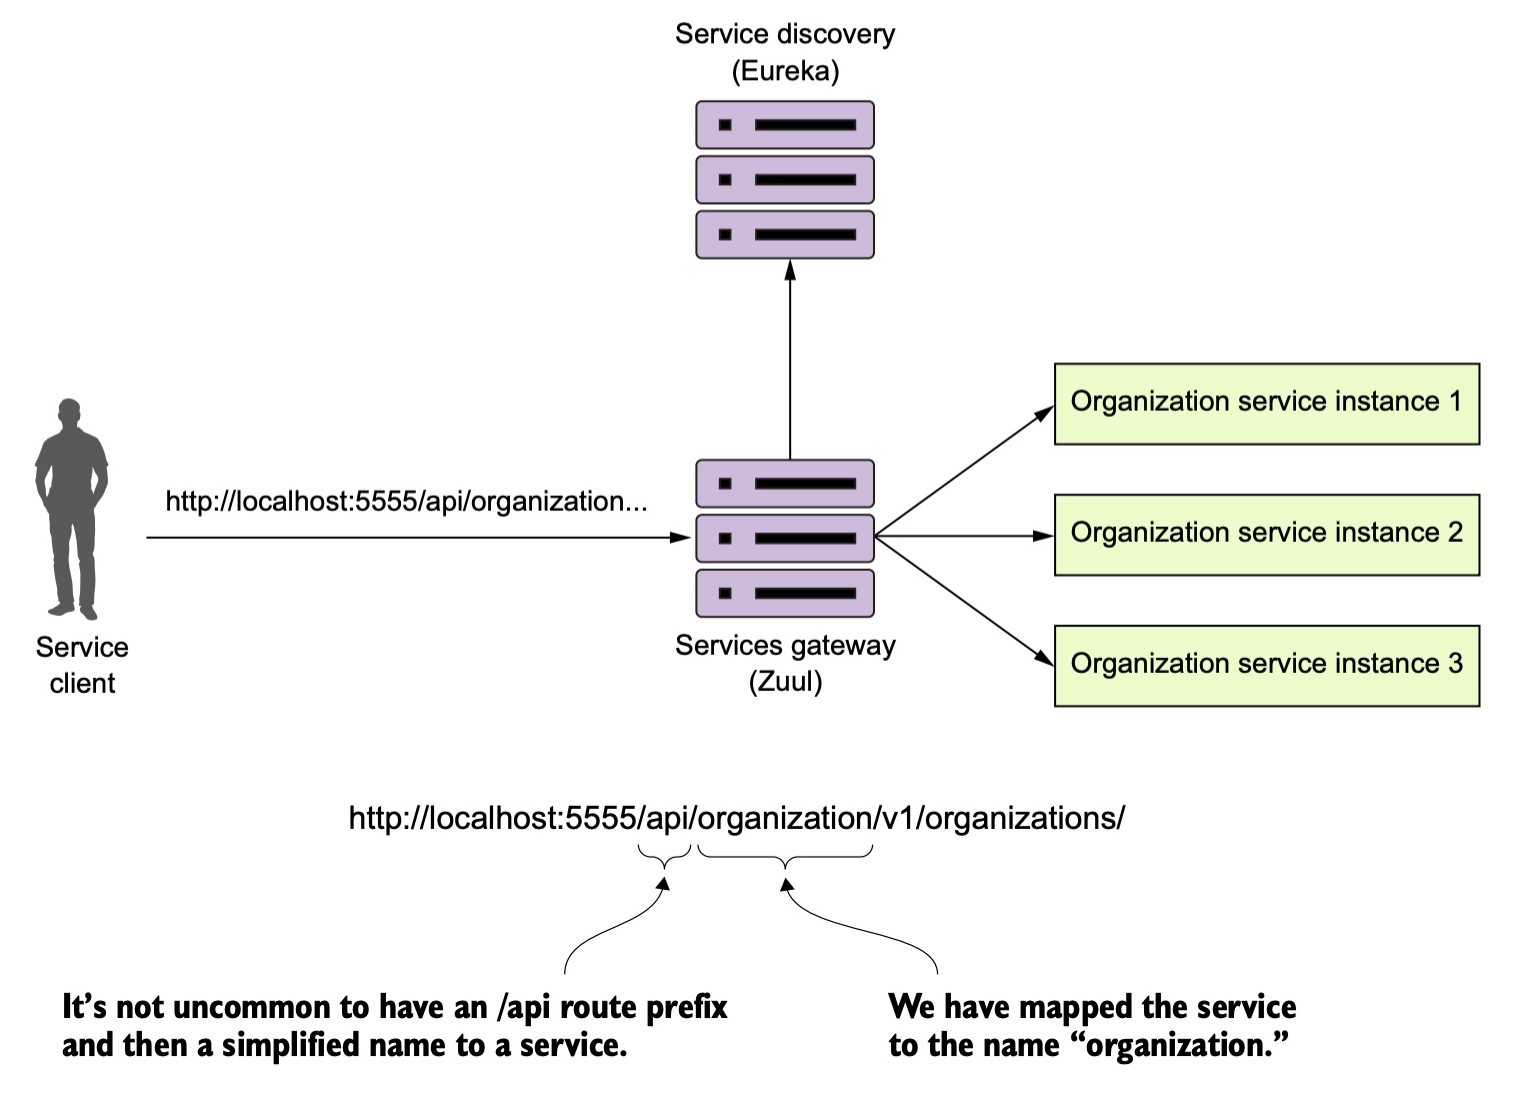 Service discovery
(Eureka)
Organization service instance 1
http://localhost:5555/api/organization...
Organization service instance 2
Service
client
Services gateway
(Zuul)
Organization service instance 3
http://localhost:5555/api/organization/v1/organizations/
It's not uncommon to have an /api route prefix
and then a simplified name to a service.
We have mapped the service
to the name “organization.”